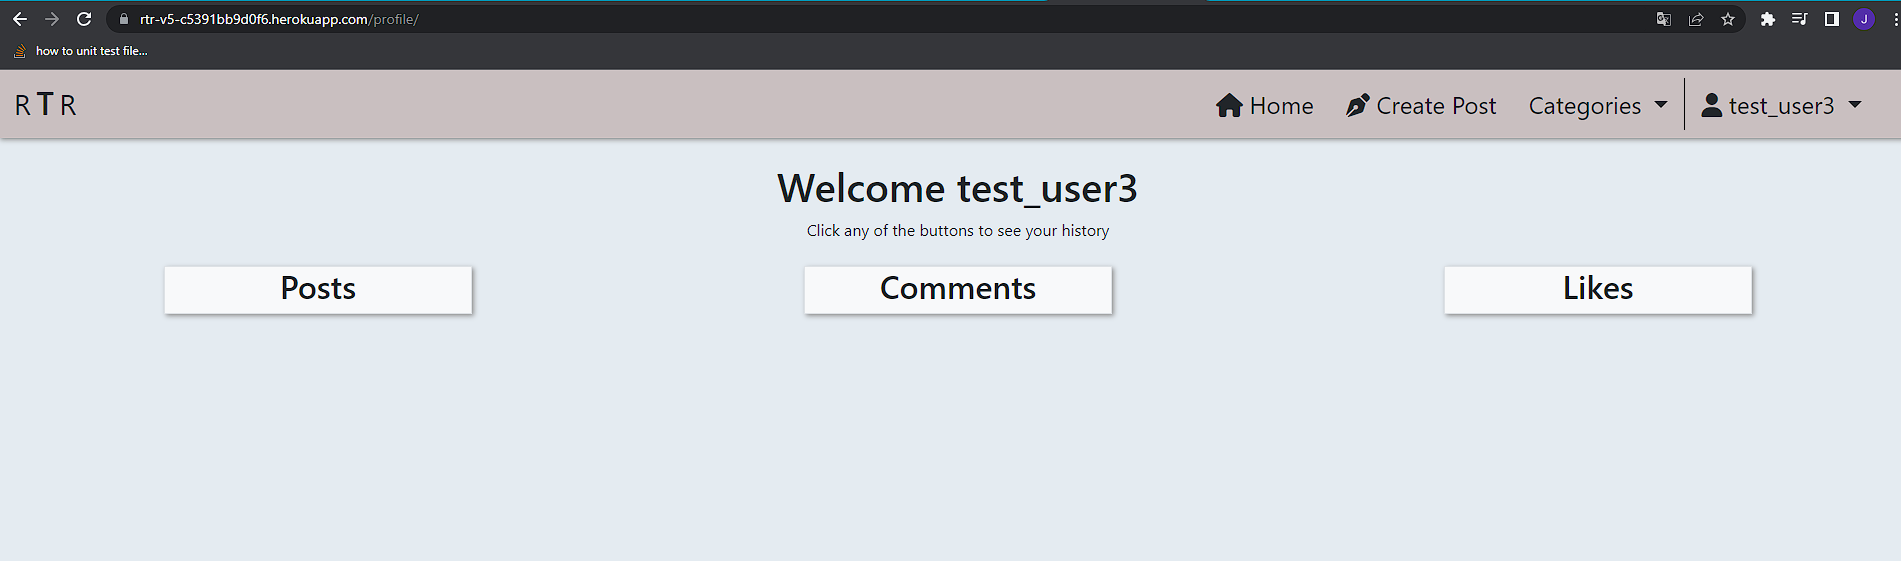 rtr-v5-c5391bb9d0f6.herokuapp.com/profile/
J
how to unit test file...
R T R
Home
Create Post
Categories
test_user3
Welcome test_user3
Click any of the buttons to see your history
Posts
Comments
Likes